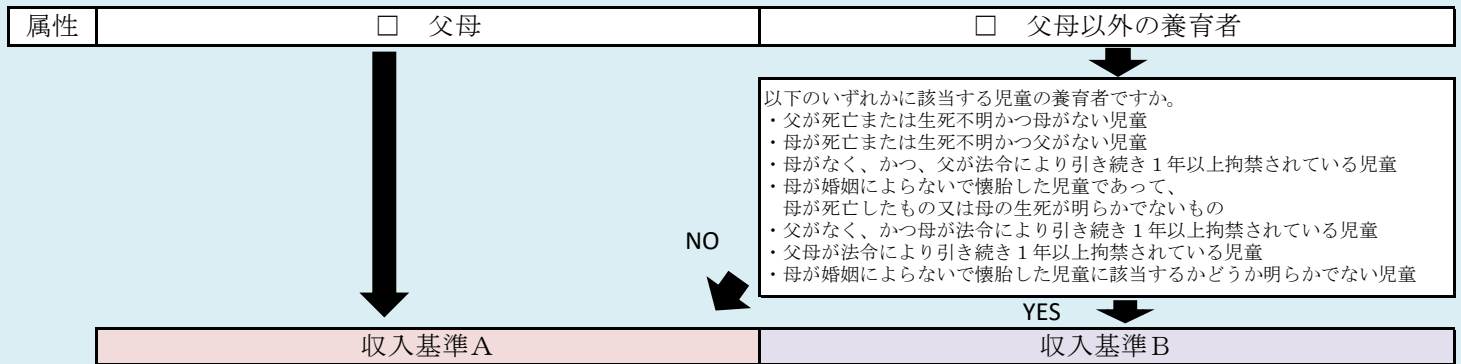 属性
□ 父母
□ 父母以外の養育者
以下のいずれかに該当する児童の養育者ですか。
・父が死亡または生死不明かつ母がない児童
・母が死亡または生死不明かつ父がない児童
・母がなく、かつ、父が法令により引き続き１年以上拘禁されている児童
・母が婚姻によらないで懐胎した児童であって、
母が死亡したもの又は母の生死が明らかでないもの
・父がなく、かつ母が法令により引き続き１年以上拘禁されている児童
・父母が法令により引き続き１年以上拘禁されている児童
・母が婚姻によらないで懐胎した児童に該当するかどうか明らかでない児童
NO
YES
収入基準Ａ
収入基準Ｂ